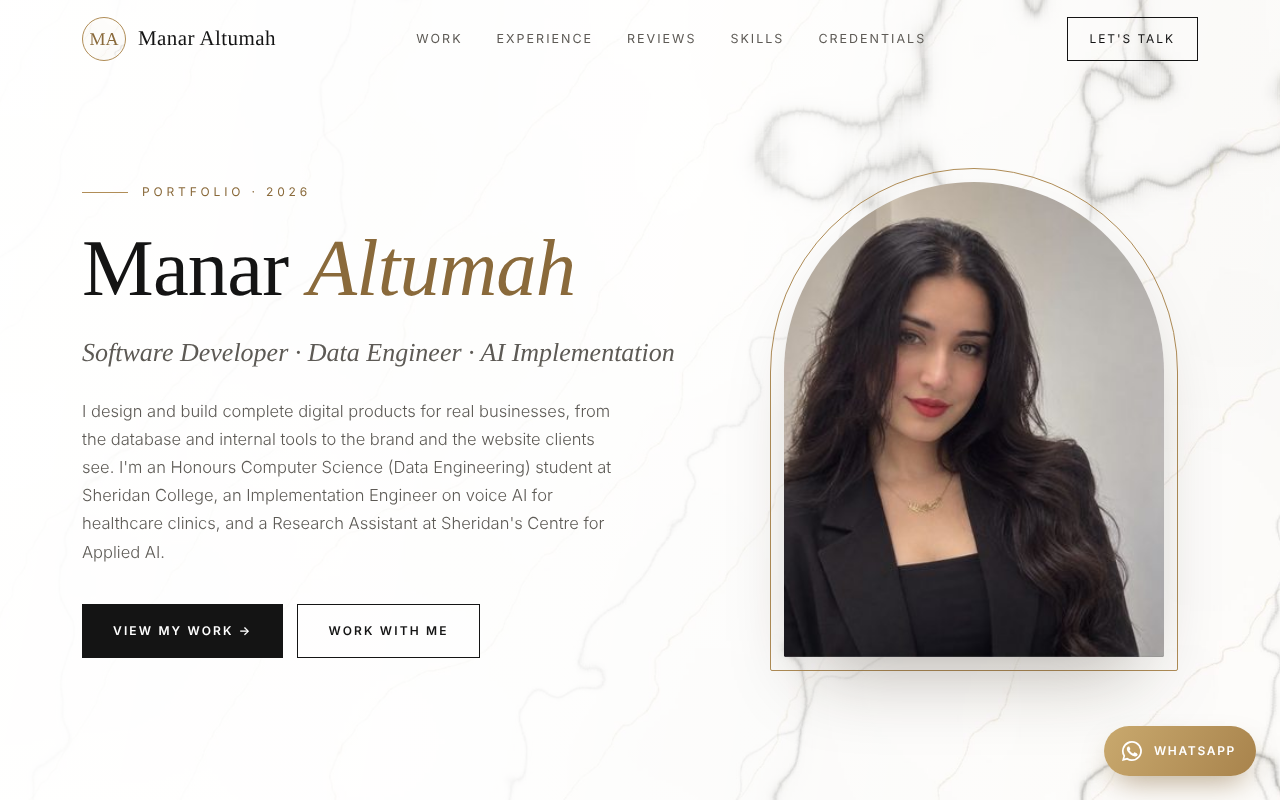 MA Manar Altumah WORK EXPERIENCE REVIEWS SKILLS CREDENTIALS LET'S TALK
PORTFOLIO · 2026
Manar Altumah
Software Developer · Data Engineer · AI Implementation
I design and build complete digital products for real businesses, from
the database and internal tools to the brand and the website clients
see. I'm an Honours Computer Science (Data Engineering) student at
Sheridan College, an Implementation Engineer on voice AI for
healthcare clinics, and a Research Assistant at Sheridan's Centre for
Applied AI.
VIEW MY WORK → WORK WITH ME
WHATSAPP